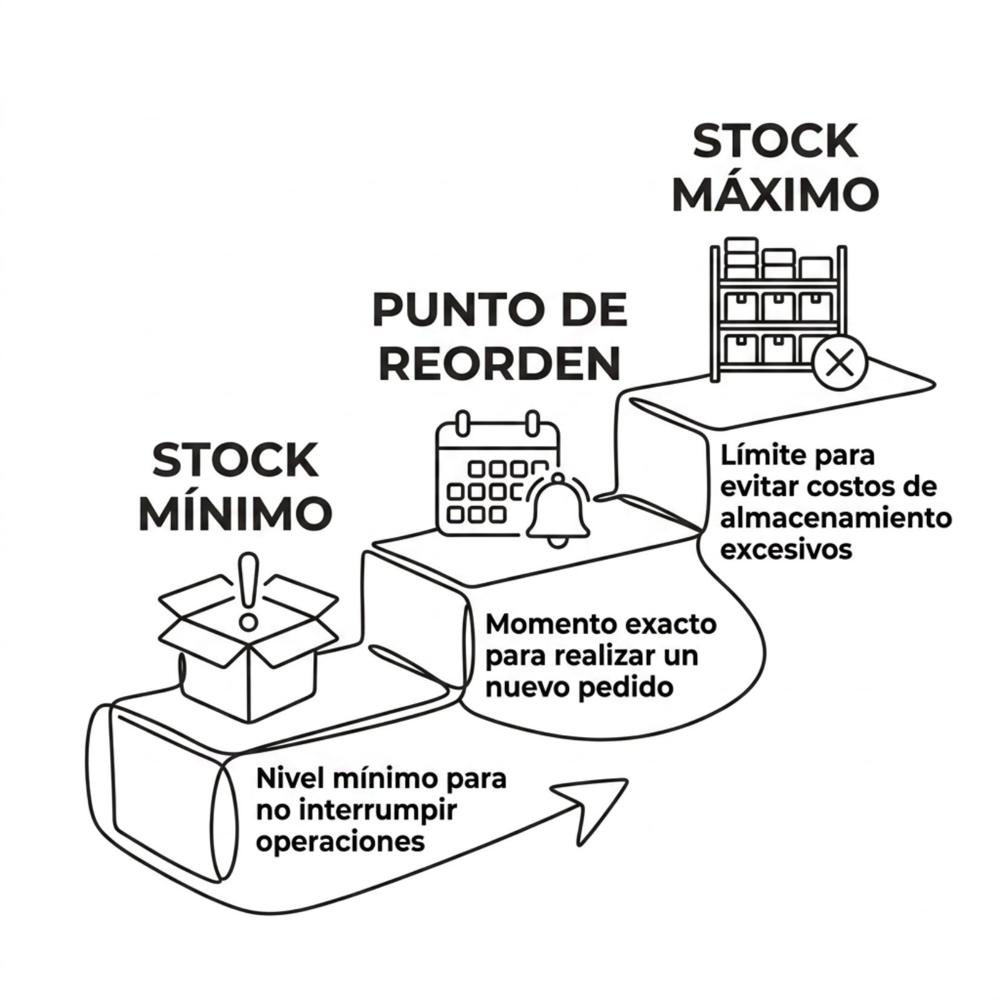 STOCK
MÍNIMO
Nivel mínimo para
no interrumpir
operaciones
PUNTO DE
REORDEN
Momento exacto
para realizar un
nuevo pedido
STOCK
MÁXIMO
Límite para
evitar costos de
almacenamiento
excesivos